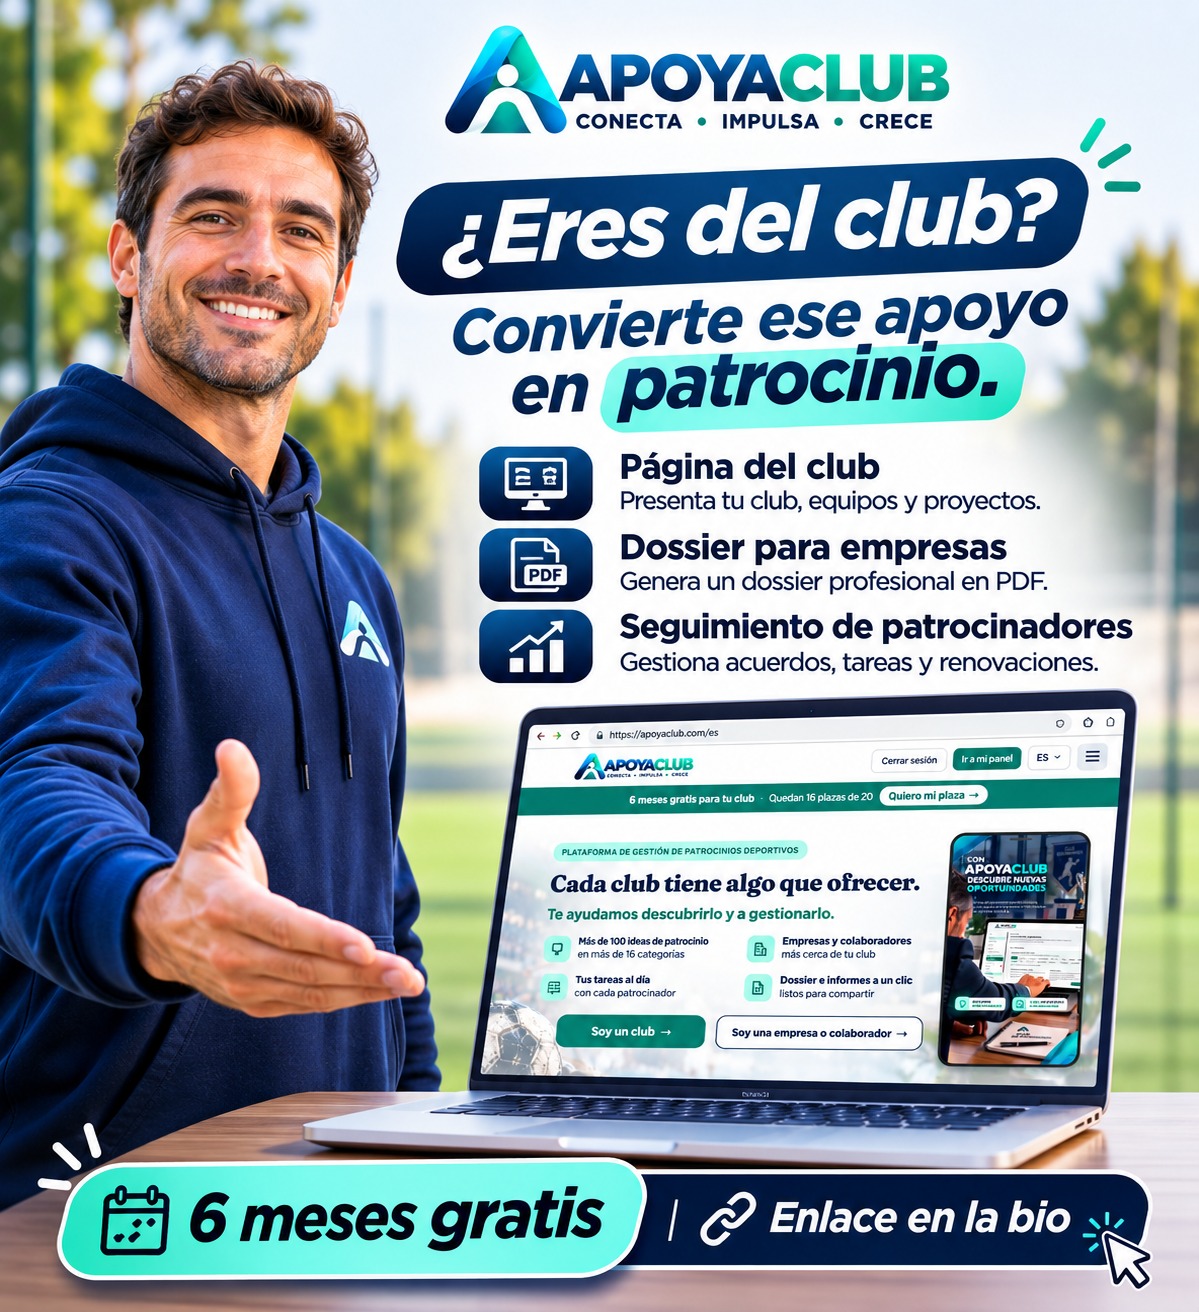 APOYACLUB
CONECTA • IMPULSA • CRECE
¿Eres del club?
Convierte ese apoyo
en patrocinio.
Página del club
Presenta tu club, equipos y proyectos.
PDF
Dossier para empresas
Genera un dossier profesional en PDF.
Seguimiento de patrocinadores
Gestiona acuerdos, tareas y renovaciones.
https://apoyaclub.com/es
APOYACLUB
CONECTA • IMPULSA • CRECE
Cerrar sesión
Ir a mi panel
ES
6 meses gratis para tu club · Quedan 16 plazas de 20
Quiero mi plaza →
PLATAFORMA DE GESTIÓN DE PATROCINIOS DEPORTIVOS
Cada club tiene algo que ofrecer.
Te ayudamos descubrirlo y a gestionarlo.
Más de 100 ideas de patrocinio
en más de 16 categorías
Empresas y colaboradores
más cerca de tu club
Tus tareas al día
con cada patrocinador
Dossier e informes a un clic
listos para compartir
Soy un club →
Soy una empresa o colaborador →
CON
APOYACLUB
DESCUBRE NUEVAS
OPORTUNIDADES
6 meses gratis
Enlace en la bio